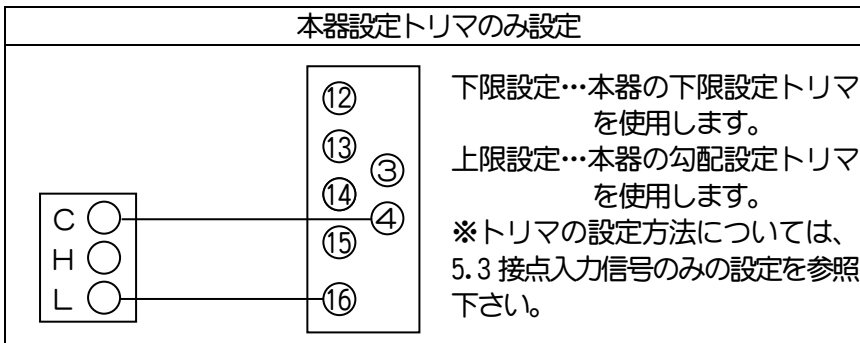 本器設定トリマのみ設定
⑫
⑬
③
⑭
④
⑮
⑯
C
H
L
下限設定…本器の下限設定トリマ
を使用します。
上限設定…本器の勾配設定トリマ
を使用します。
※トリマの設定方法については、
5.3 接点入力信号のみの設定を参照
下さい。